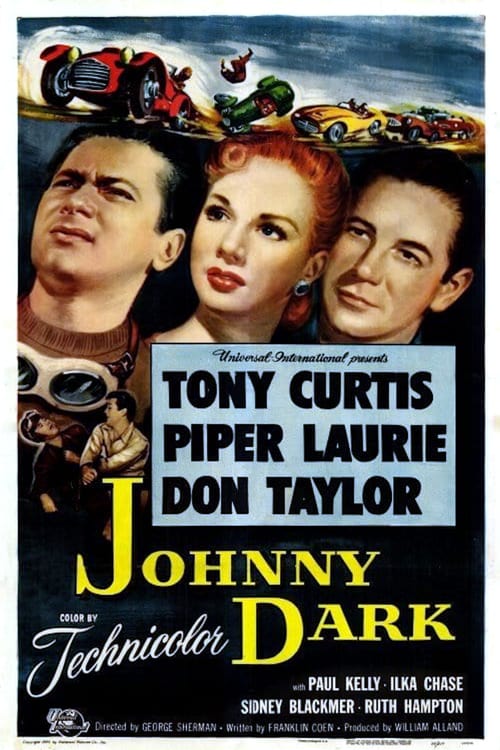 Universal-International presents
TONY CURTIS
PIPER LAURIE
DON TAYLOR
JOHNNY
DARK
COLOR BY
Technicolor
with PAUL KELLY · ILKA CHASE
SIDNEY BLACKMER · RUTH HAMPTON
Directed by GEORGE SHERMAN · Written by FRANKLIN COEN · Produced by WILLIAM ALLAND